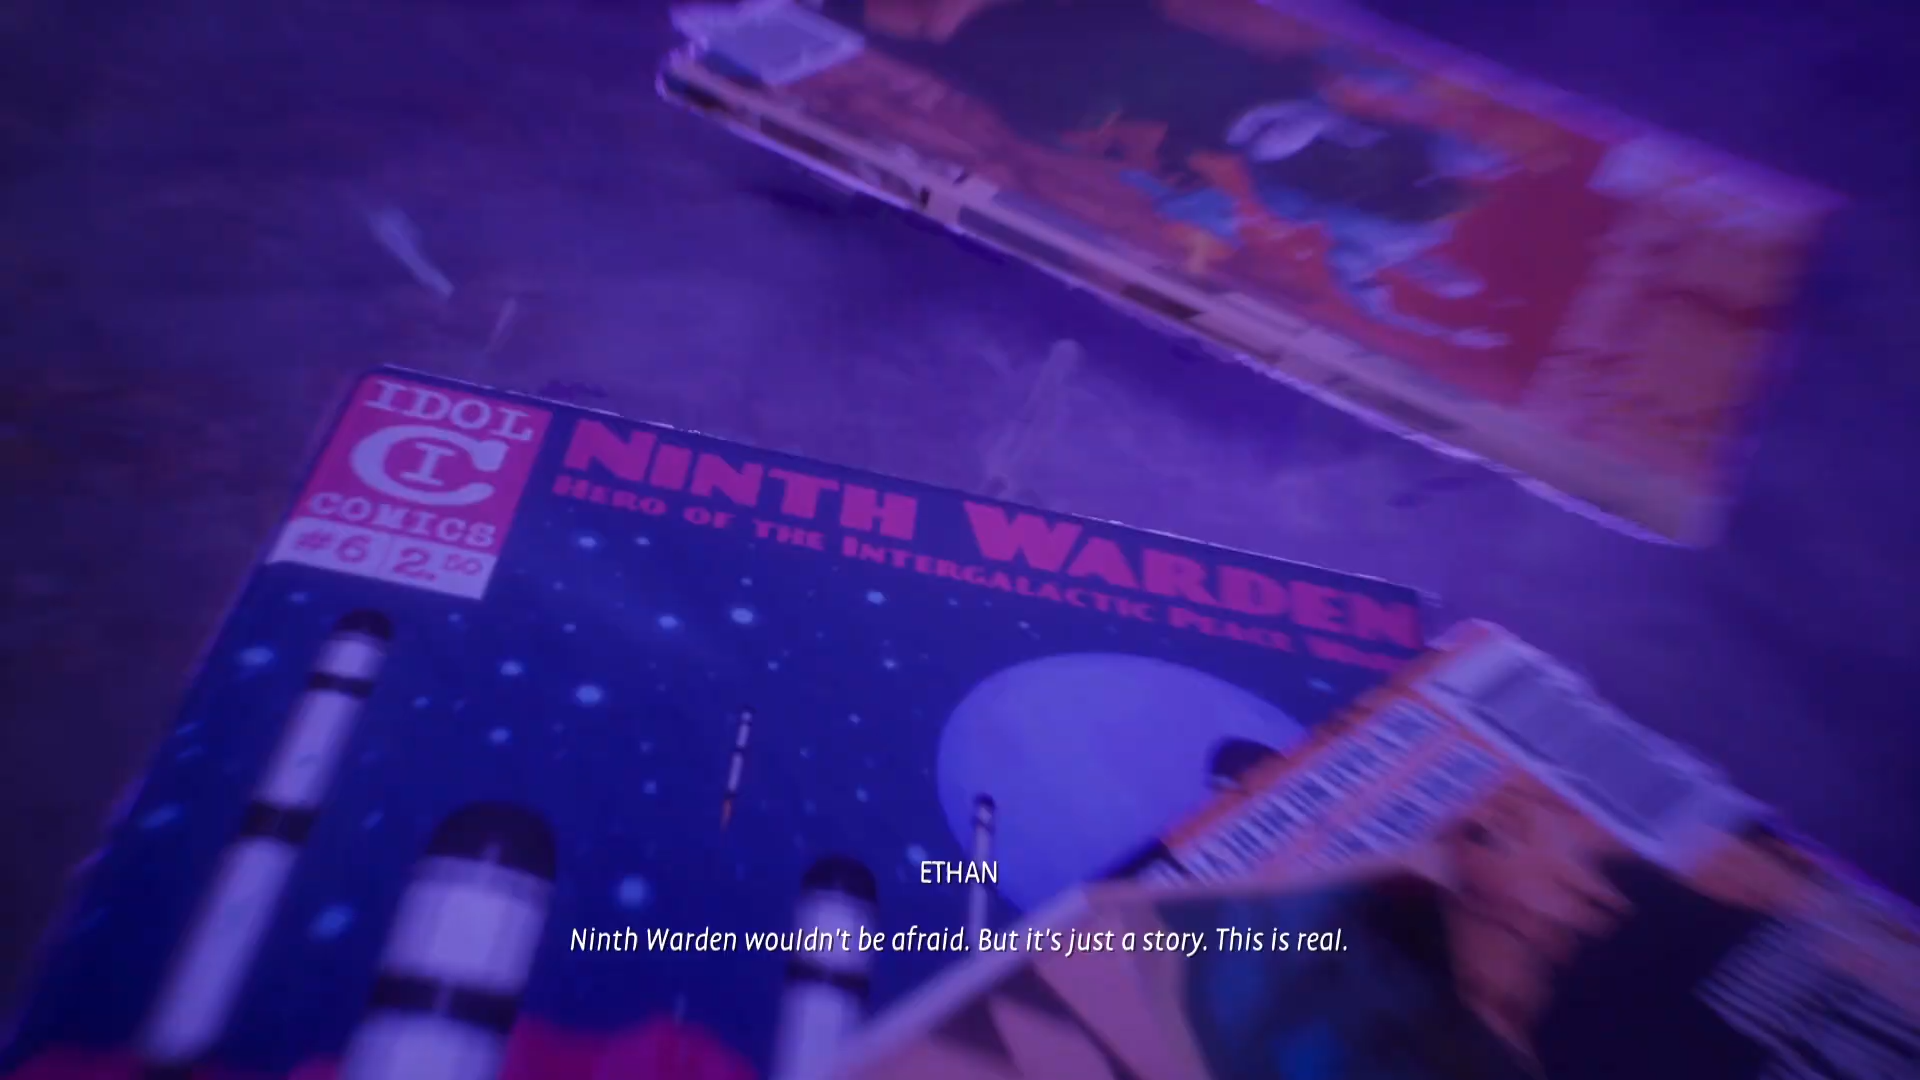 IDOL
C I
COMICS
#6 2.50
NINTH WARDEN
HERO OF THE INTERGALACTIC PEACE
ETHAN
Ninth Warden wouldn't be afraid. But it's just a story. This is real.